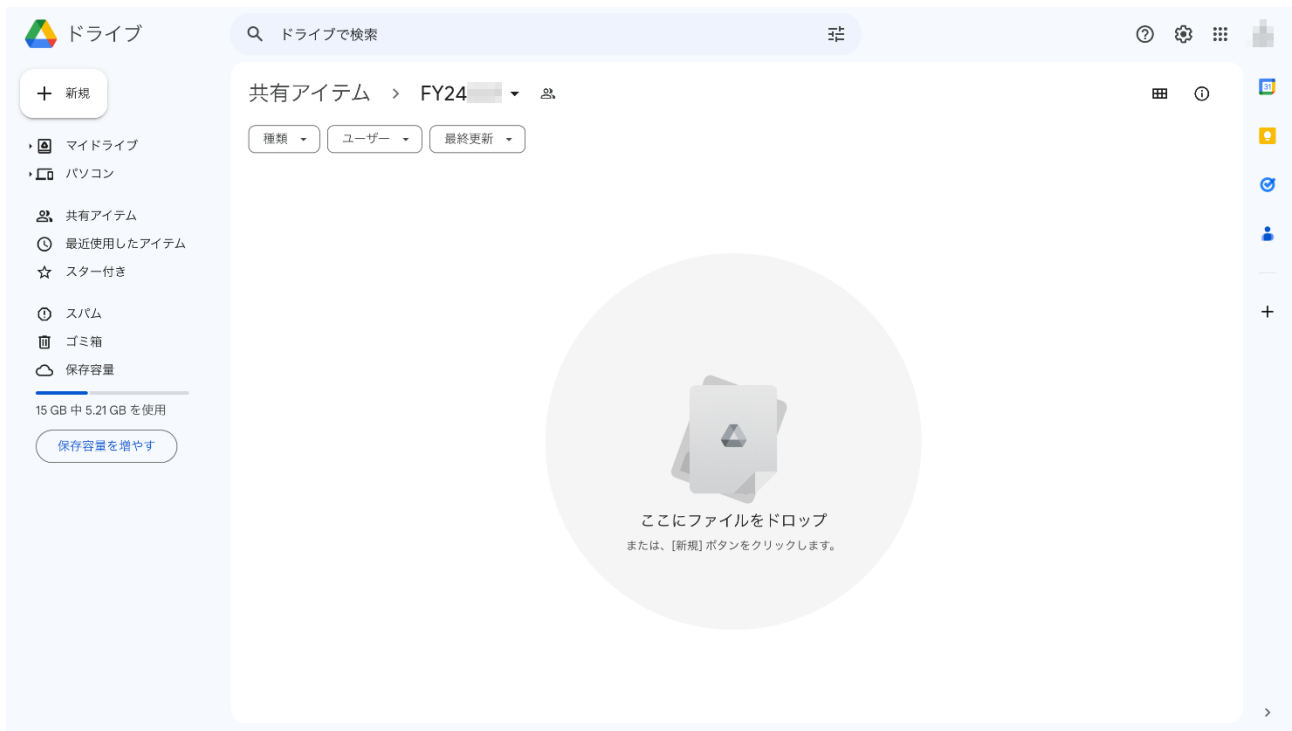 ドライブ
ドライブで検索
新規
共有アイテム > FY24
種類 ユーザー 最終更新
マイドライブ
パソコン
共有アイテム
最近使用したアイテム
スター付き
スパム
ゴミ箱
保存容量
15 GB 中 5.21 GB を使用
保存容量を増やす
ここにファイルをドロップ
または、[新規] ボタンをクリックします。
31